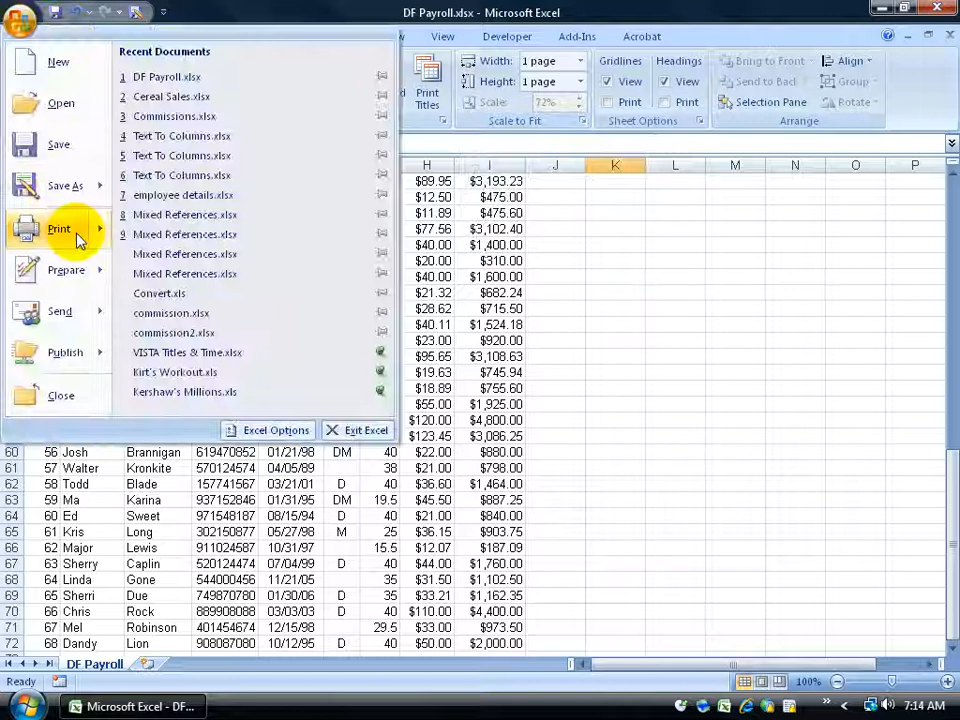 DF Payroll.xlsx - Microsoft Excel
View Developer Add-Ins Acrobat
New
Open
Save
Save As
Print
Prepare
Send
Publish
Close
Recent Documents
1 DF Payroll.xlsx
2 Cereal Sales.xlsx
3 Commissions.xlsx
4 Text To Columns.xlsx
5 Text To Columns.xlsx
6 Text To Columns.xlsx
7 employee details.xlsx
8 Mixed References.xlsx
9 Mixed References.xlsx
Mixed References.xlsx
Mixed References.xlsx
Convert.xls
commission.xlsx
commission2.xlsx
VISTA Titles & Time.xlsx
Kirt's Workout.xls
Kershaw's Millions.xls
Excel Options Exit Excel
Print Titles
Width: 1 page
Height: 1 page
Scale: 72%
Scale to Fit
Gridlines Headings
View View
Print Print
Sheet Options
Bring to Front Align
Send to Back Group
Selection Pane Rotate
Arrange
H I J K L M N O P
$89.95 $3,193.23
$12.50 $475.00
$11.89 $475.60
$77.56 $3,102.40
$40.00 $1,400.00
$20.00 $310.00
$40.00 $1,600.00
$21.32 $682.24
$28.62 $715.50
$40.11 $1,524.18
$23.00 $920.00
$95.65 $3,108.63
$19.63 $745.94
$18.89 $755.60
$55.00 $1,925.00
$120.00 $4,800.00
$123.45 $3,086.25
60 56 Josh Brannigan 619470852 01/21/98 DM 40 $22.00 $880.00
61 57 Walter Kronkite 570124574 04/05/89 38 $21.00 $798.00
62 58 Todd Blade 157741567 03/21/01 D 40 $36.60 $1,464.00
63 59 Ma Karina 937152846 01/31/95 DM 19.5 $45.50 $887.25
64 60 Ed Sweet 971548187 08/15/94 D 40 $21.00 $840.00
65 61 Kris Long 302150877 05/27/98 M 25 $36.15 $903.75
66 62 Major Lewis 911024587 10/31/97 15.5 $12.07 $187.09
67 63 Sherry Caplin 520124474 07/04/99 D 40 $44.00 $1,760.00
68 64 Linda Gone 544000456 11/21/05 35 $31.50 $1,102.50
69 65 Sherri Due 749870780 01/30/06 D 35 $33.21 $1,162.35
70 66 Chris Rock 889908088 03/03/03 D 40 $110.00 $4,400.00
71 67 Mel Robinson 401454674 12/15/98 29.5 $33.00 $973.50
72 68 Dandy Lion 908087080 10/12/95 D 40 $50.00 $2,000.00
DF Payroll
Ready 100%
Microsoft Excel - DF... 7:14 AM